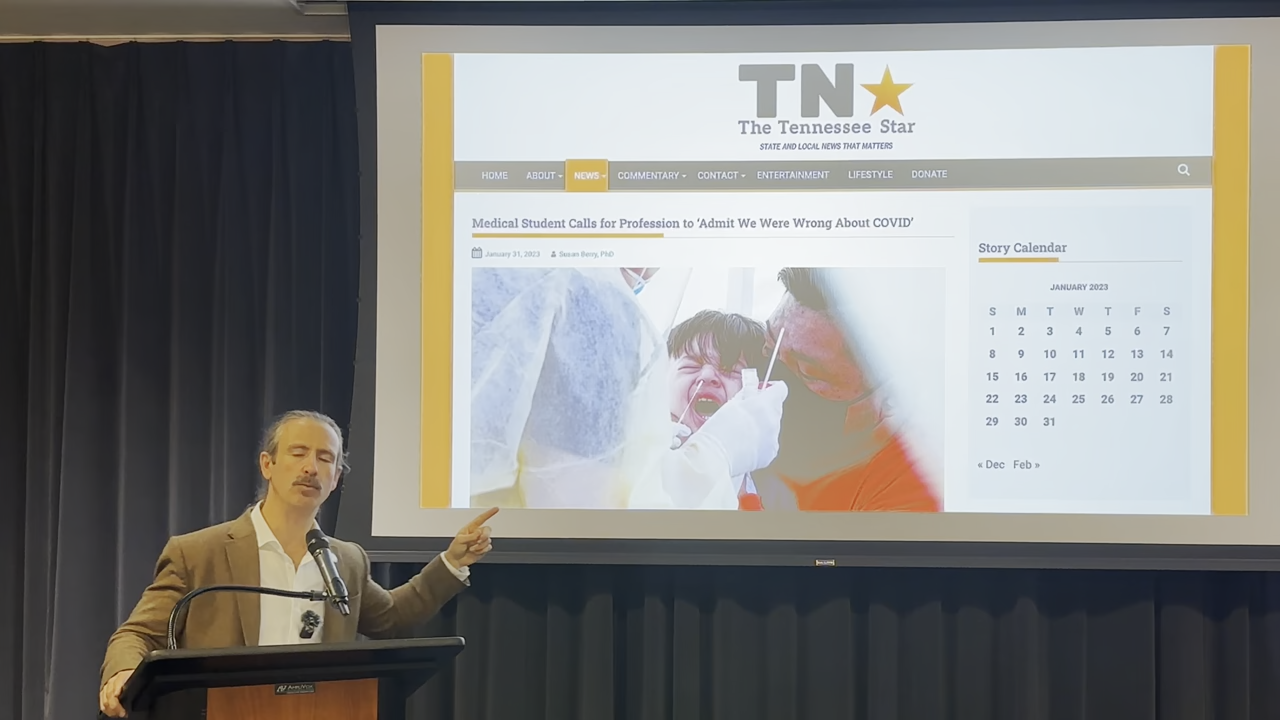 TN
The Tennessee Star
STATE AND LOCAL NEWS THAT MATTERS
HOME ABOUT NEWS COMMENTARY CONTACT ENTERTAINMENT LIFESTYLE DONATE
Medical Student Calls for Profession to ‘Admit We Were Wrong About COVID’
January 31, 2023 Susan Berry, PhD
Story Calendar
JANUARY 2023
S M T W T F S
1 2 3 4 5 6 7
8 9 10 11 12 13 14
15 16 17 18 19 20 21
22 23 24 25 26 27 28
29 30 31
« Dec Feb »